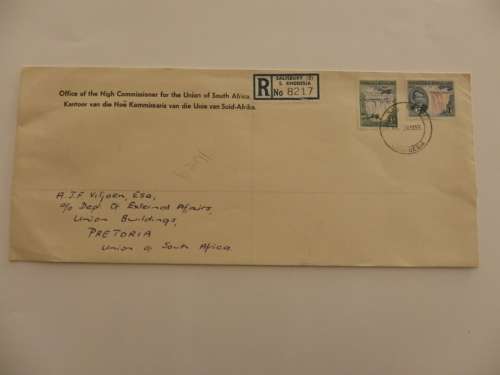 Office of the High Commissioner for the Union of South Africa.
Kantoor van die Hoë Kommissaris van die Unie van Suid-Afrika.
R
SALISBURY (2)
S. RHODESIA
No 8217
A.J.F. Viljoen, Esq,
c/o Dep. of External Affairs,
Union Buildings,
PRETORIA
Union of South Africa.